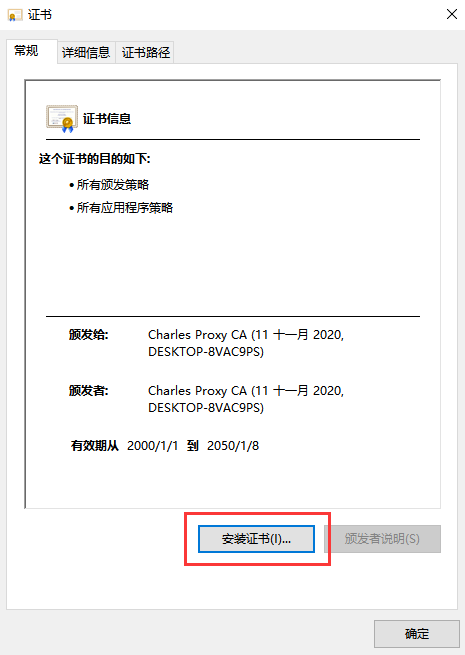 证书
常规 详细信息 证书路径
证书信息
这个证书的目的如下:
• 所有颁发策略
• 所有应用程序策略
颁发给: Charles Proxy CA (11 十一月 2020,
DESKTOP-8VAC9PS)
颁发者: Charles Proxy CA (11 十一月 2020,
DESKTOP-8VAC9PS)
有效期从 2000/1/1 到 2050/1/8
安装证书(I)... 颁发者说明(S)
确定